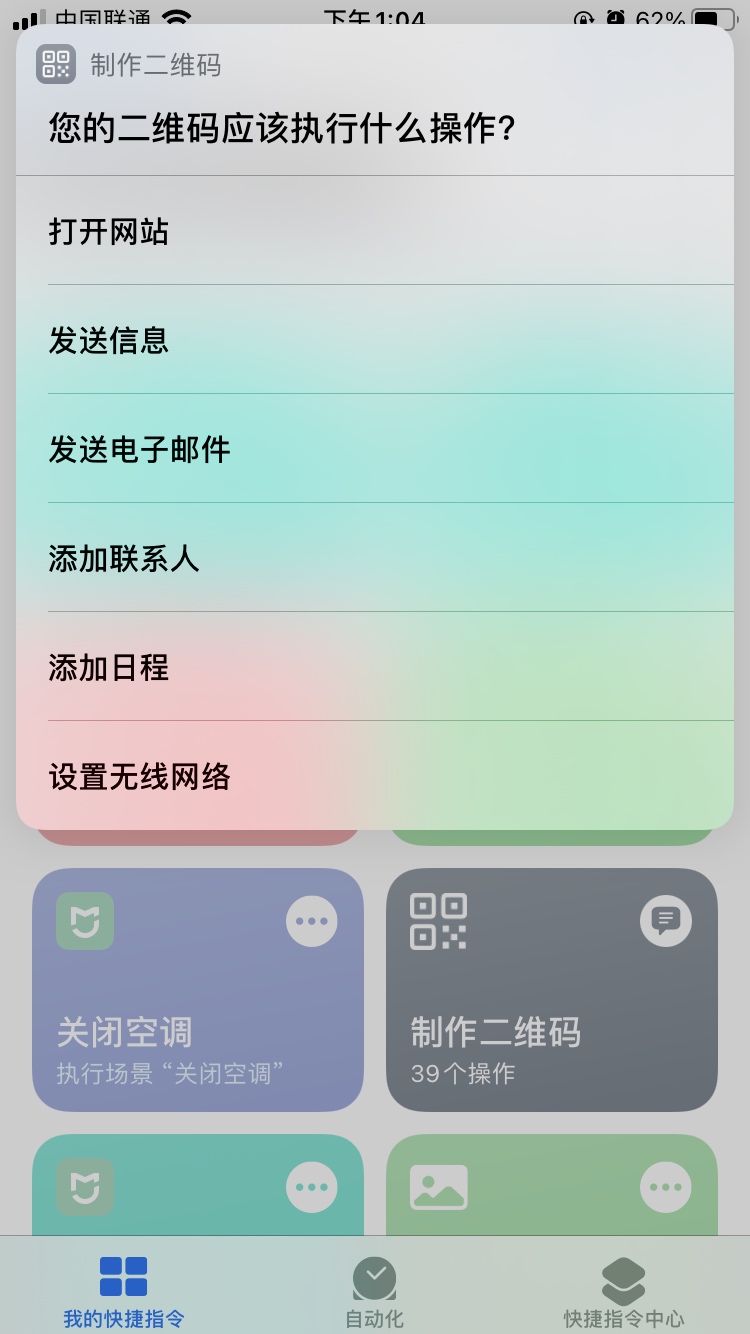 中国联通 下午1:04 62%
制作二维码
您的二维码应该执行什么操作?
打开网站
发送信息
发送电子邮件
添加联系人
添加日程
设置无线网络
关闭空调
执行场景“关闭空调”
制作二维码
39个操作
我的快捷指令
自动化
快捷指令中心